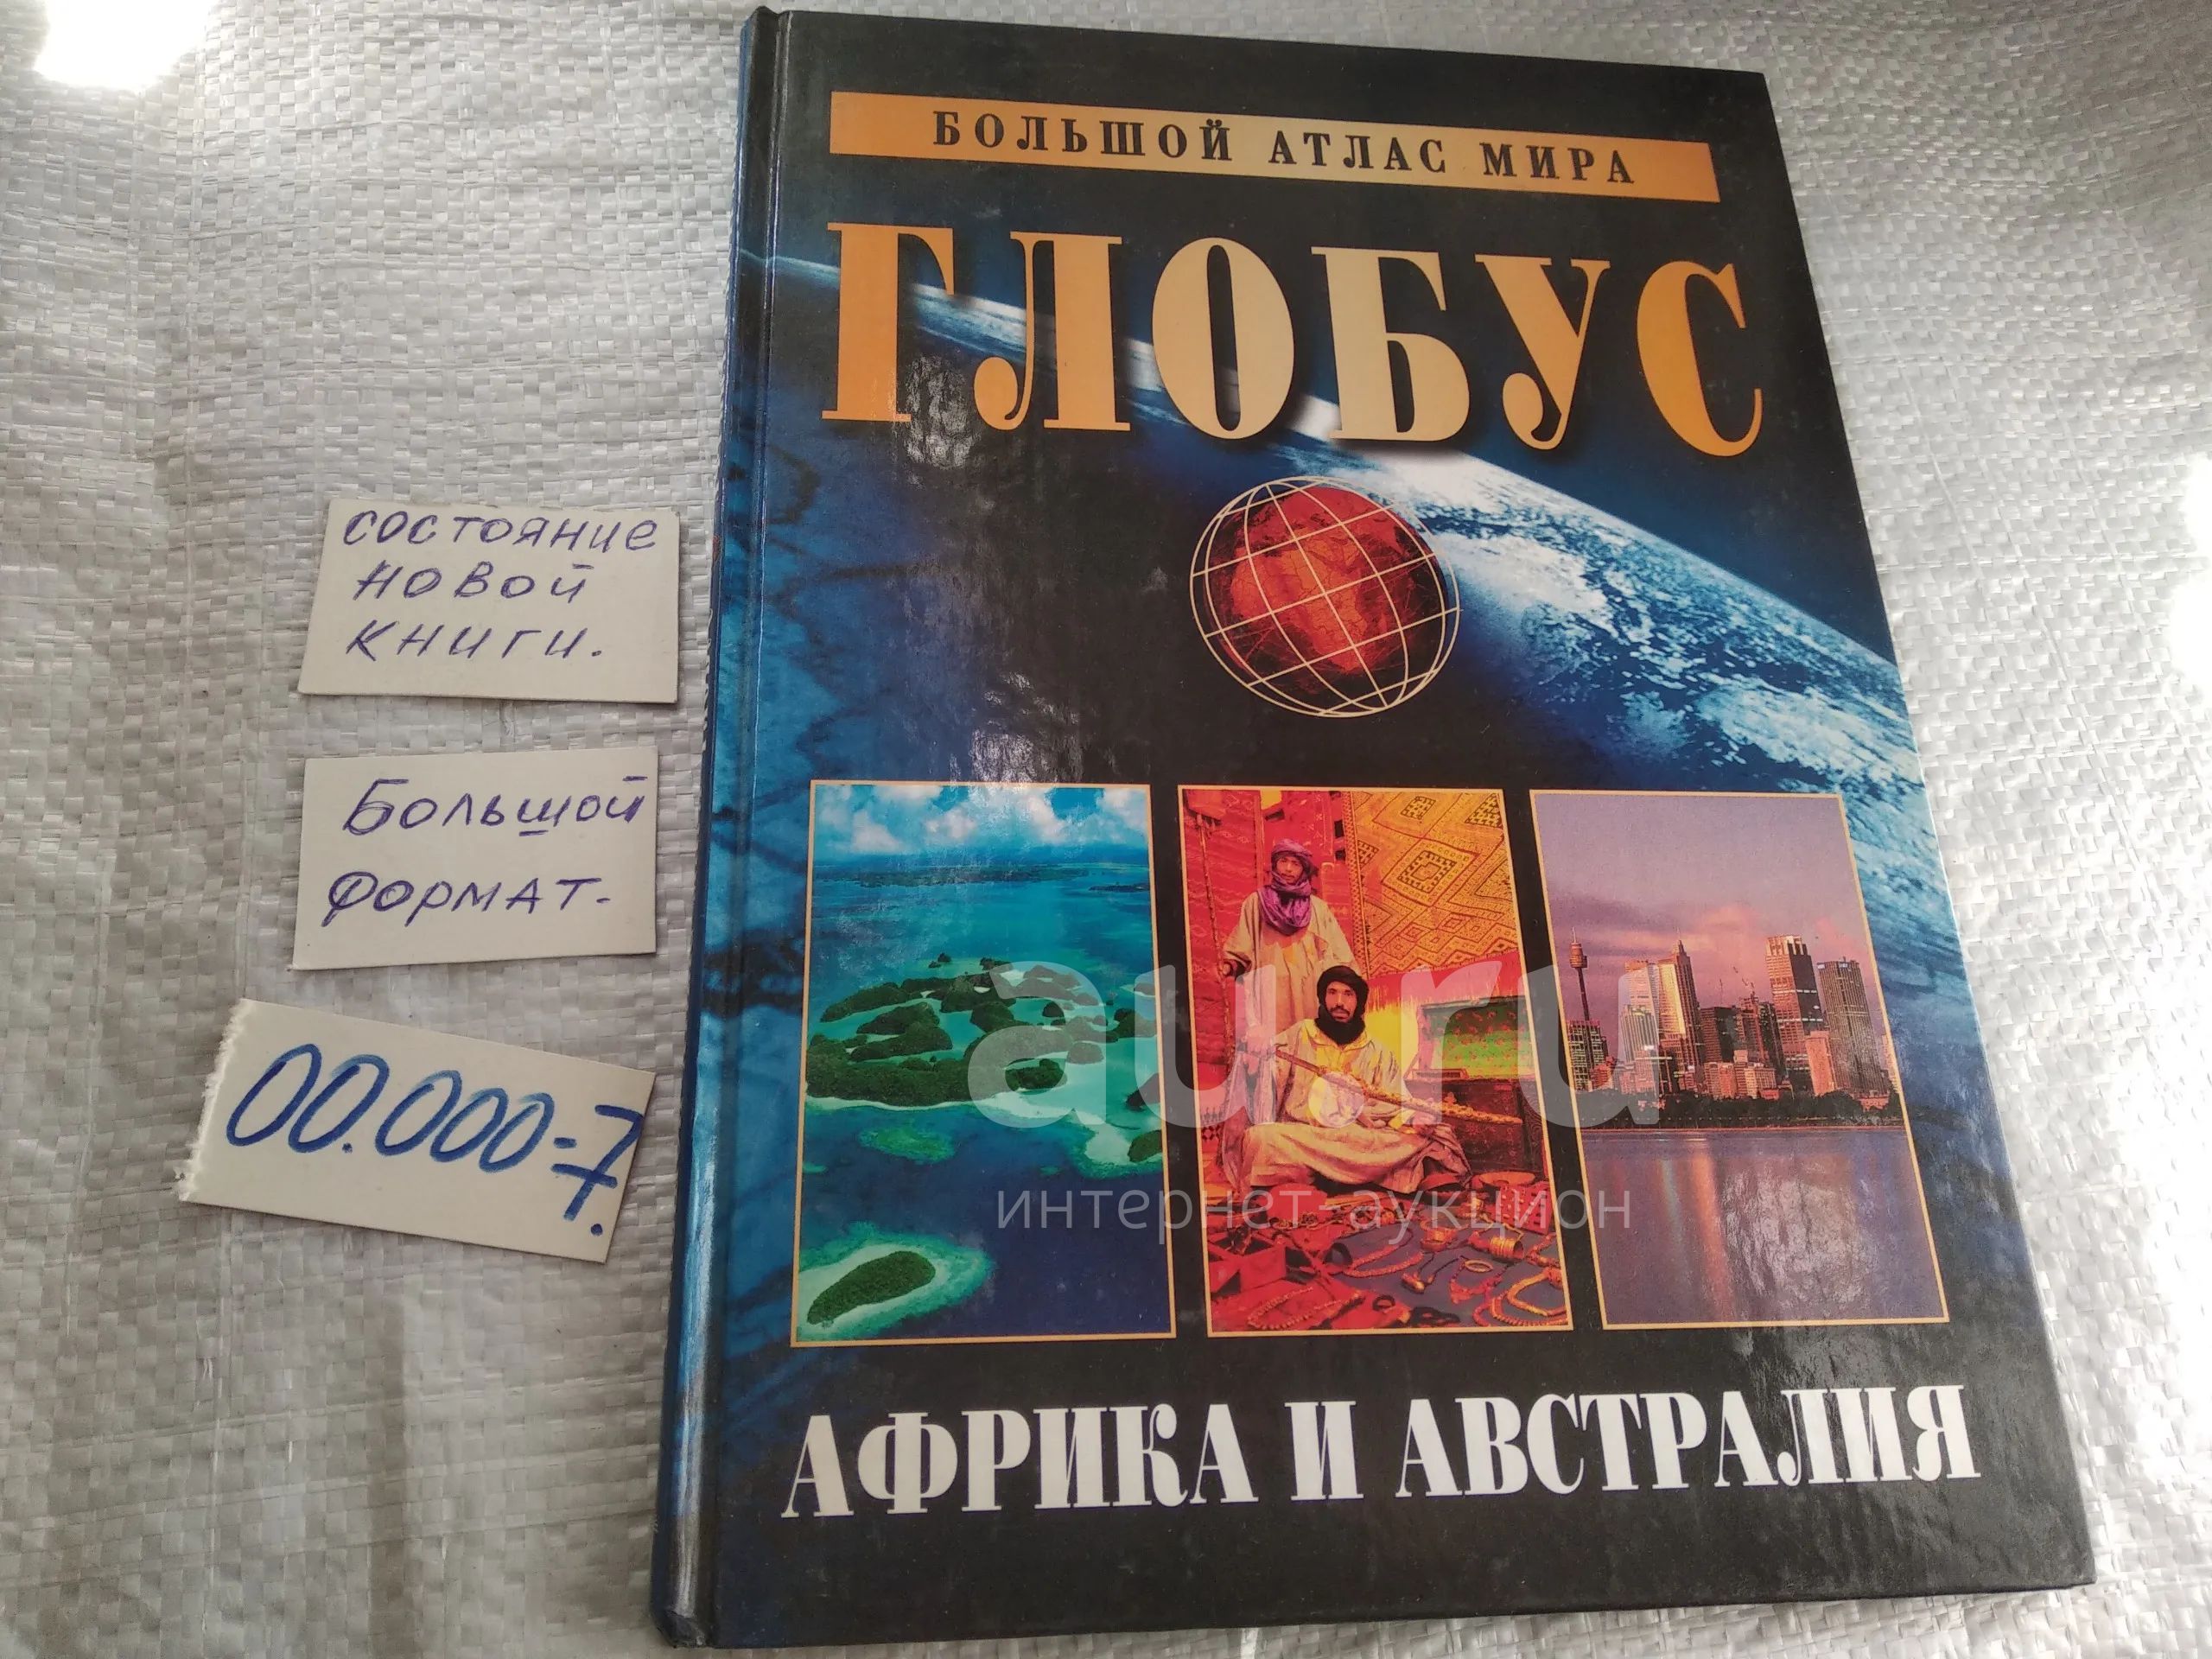 БОЛЬШОЙ АТЛАС МИРА
ГЛОБУС
АФРИКА И АВСТРАЛИЯ
СОСТОЯНИЕ
НОВОЙ
КНИГИ.
БОЛЬШОЙ
ФОРМАТ.
00.000=7.
au.ru
интернет-аукцион